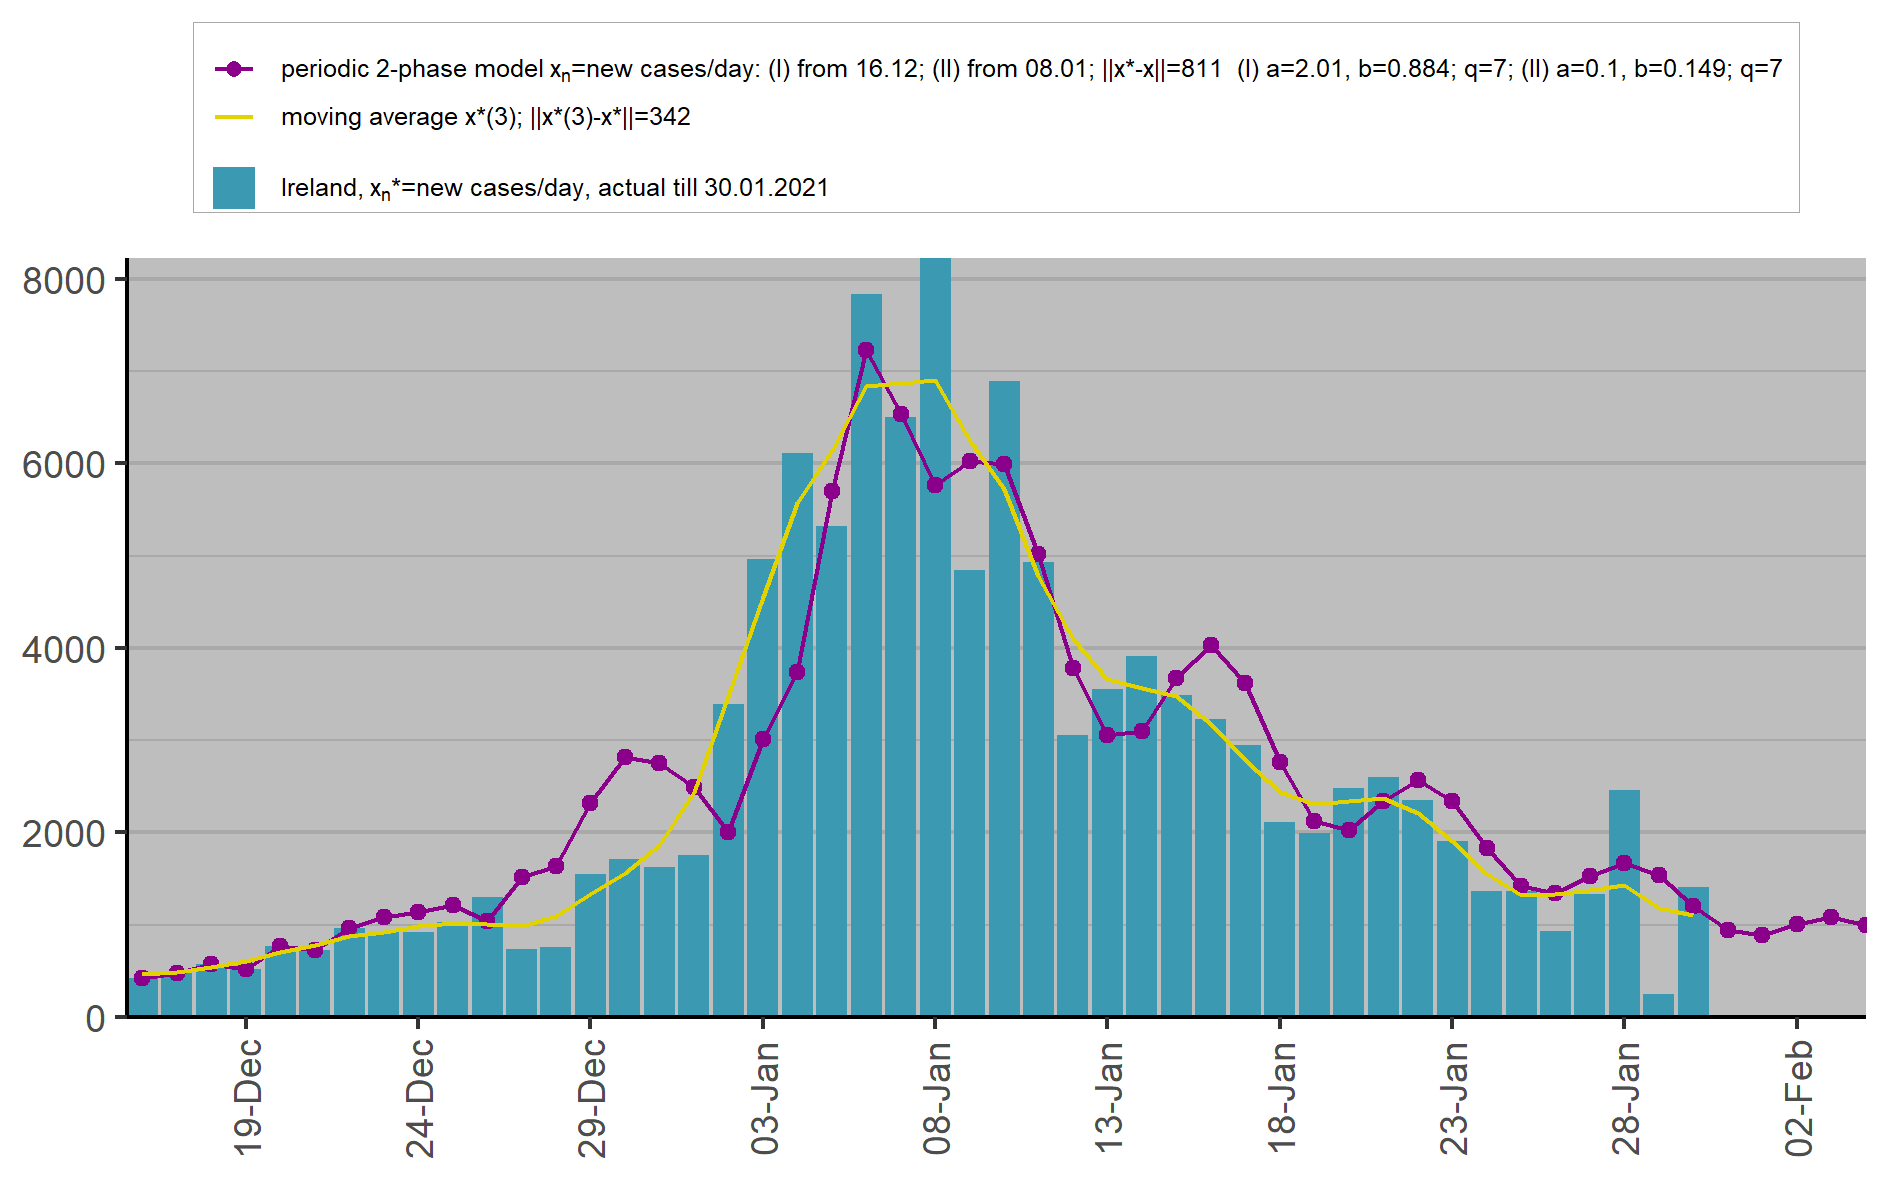 periodic 2-phase model xn=new cases/day: (I) from 16.12; (II) from 08.01; ||x*-x||=811  (I) a=2.01, b=0.884; q=7; (II) a=0.1, b=0.149; q=7
moving average x*(3); ||x*(3)-x*||=342
Ireland, xn*=new cases/day, actual till 30.01.2021
8000
6000
4000
2000
0
19-Dec
24-Dec
29-Dec
03-Jan
08-Jan
13-Jan
18-Jan
23-Jan
28-Jan
02-Feb